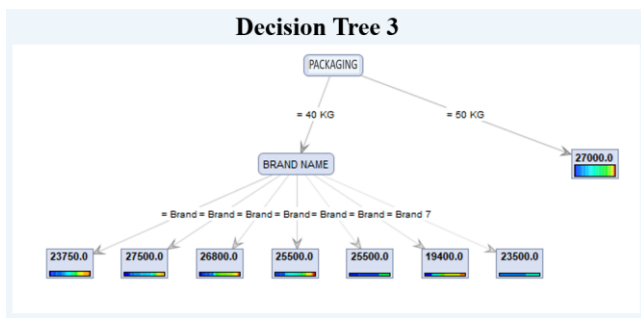 Decision Tree 3
PACKAGING
= 40 KG
= 50 KG
27000.0
BRAND NAME
= Brand = Brand = Brand = Brand = Brand = Brand = Brand 7
23750.0
27500.0
26800.0
25500.0
25500.0
19400.0
23500.0